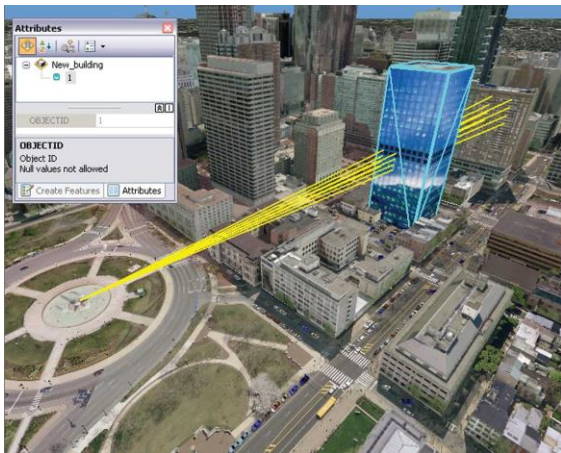 Attributes
New_building
1
OBJECTID 1
OBJECTID
Object ID
Null values not allowed
Create Features Attributes